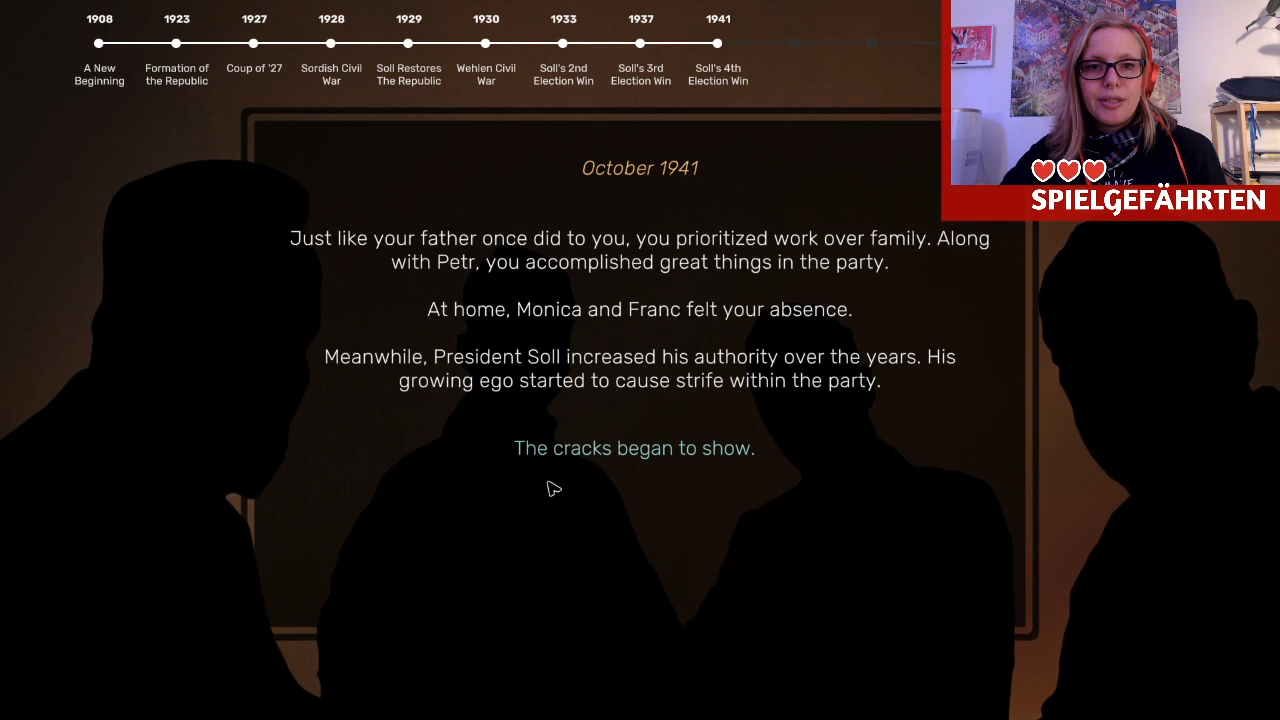 1908
1923
1927
1928
1929
1930
1933
1937
1941
A New
Beginning
Formation of
the Republic
Coup of '27
Sordish Civil
War
Soll Restores
The Republic
Wehlen Civil
War
Soll's 2nd
Election Win
Soll's 3rd
Election Win
Soll's 4th
Election Win
SPIELGEFÄHRTEN
October 1941
Just like your father once did to you, you prioritized work over family. Along
with Petr, you accomplished great things in the party.
At home, Monica and Franc felt your absence.
Meanwhile, President Soll increased his authority over the years. His
growing ego started to cause strife within the party.
The cracks began to show.